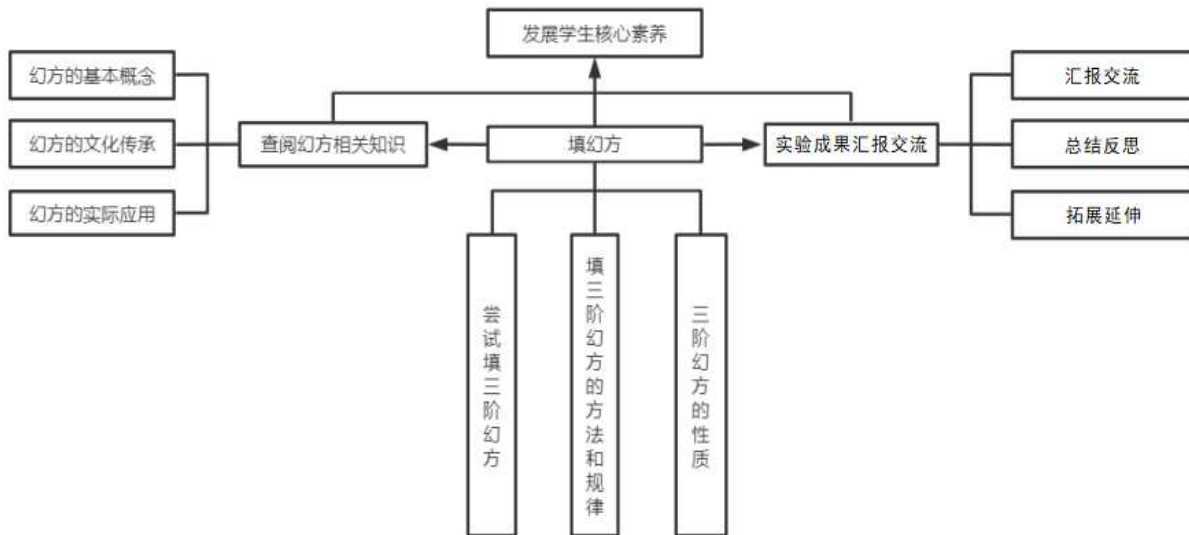 发展学生核心素养
幻方的基本概念
幻方的文化传承
幻方的实际应用
查阅幻方相关知识
填幻方
实验成果汇报交流
汇报交流
总结反思
拓展延伸
尝试填三阶幻方
填三阶幻方的方法和规律
三阶幻方的性质